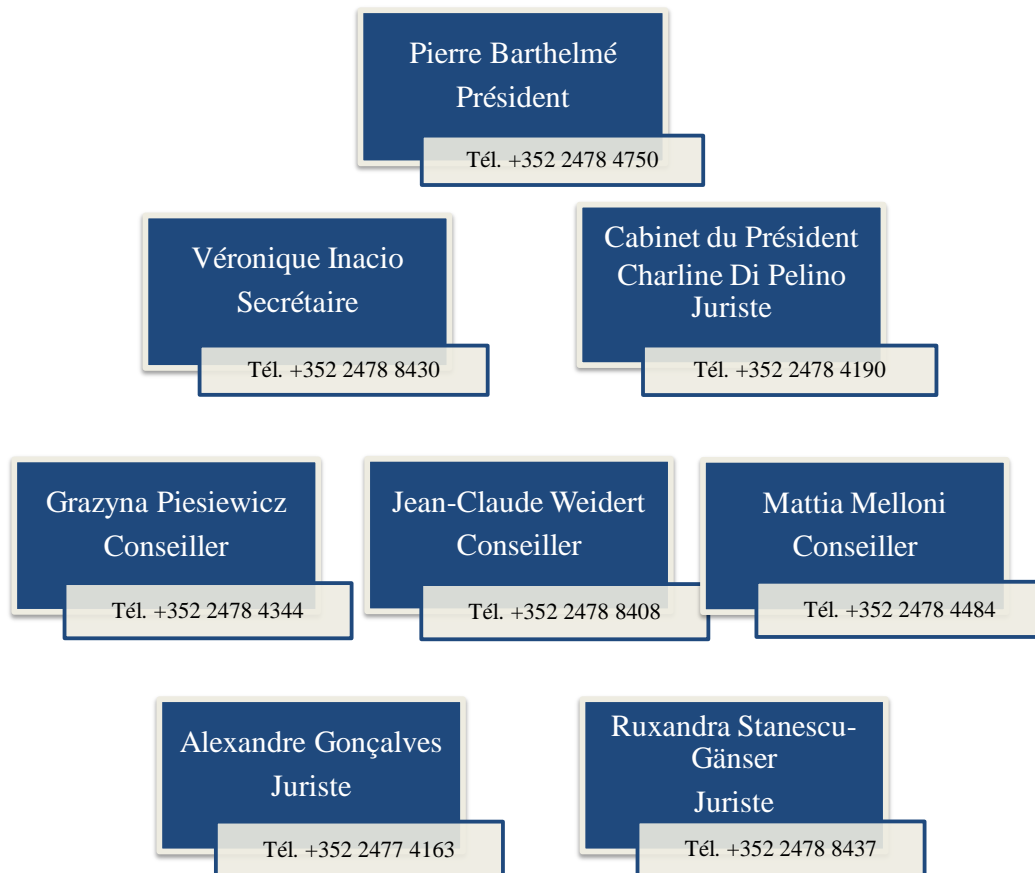 Pierre Barthelmé
Président
Tél. +352 2478 4750
Véronique Inacio
Secrétaire
Tél. +352 2478 8430
Cabinet du Président
Charline Di Pelino
Juriste
Tél. +352 2478 4190
Grazyna Piesiewicz
Conseiller
Tél. +352 2478 4344
Jean-Claude Weidert
Conseiller
Tél. +352 2478 8408
Mattia Melloni
Conseiller
Tél. +352 2478 4484
Alexandre Gonçalves
Juriste
Tél. +352 2477 4163
Ruxandra Stanescu-
Gänser
Juriste
Tél. +352 2478 8437